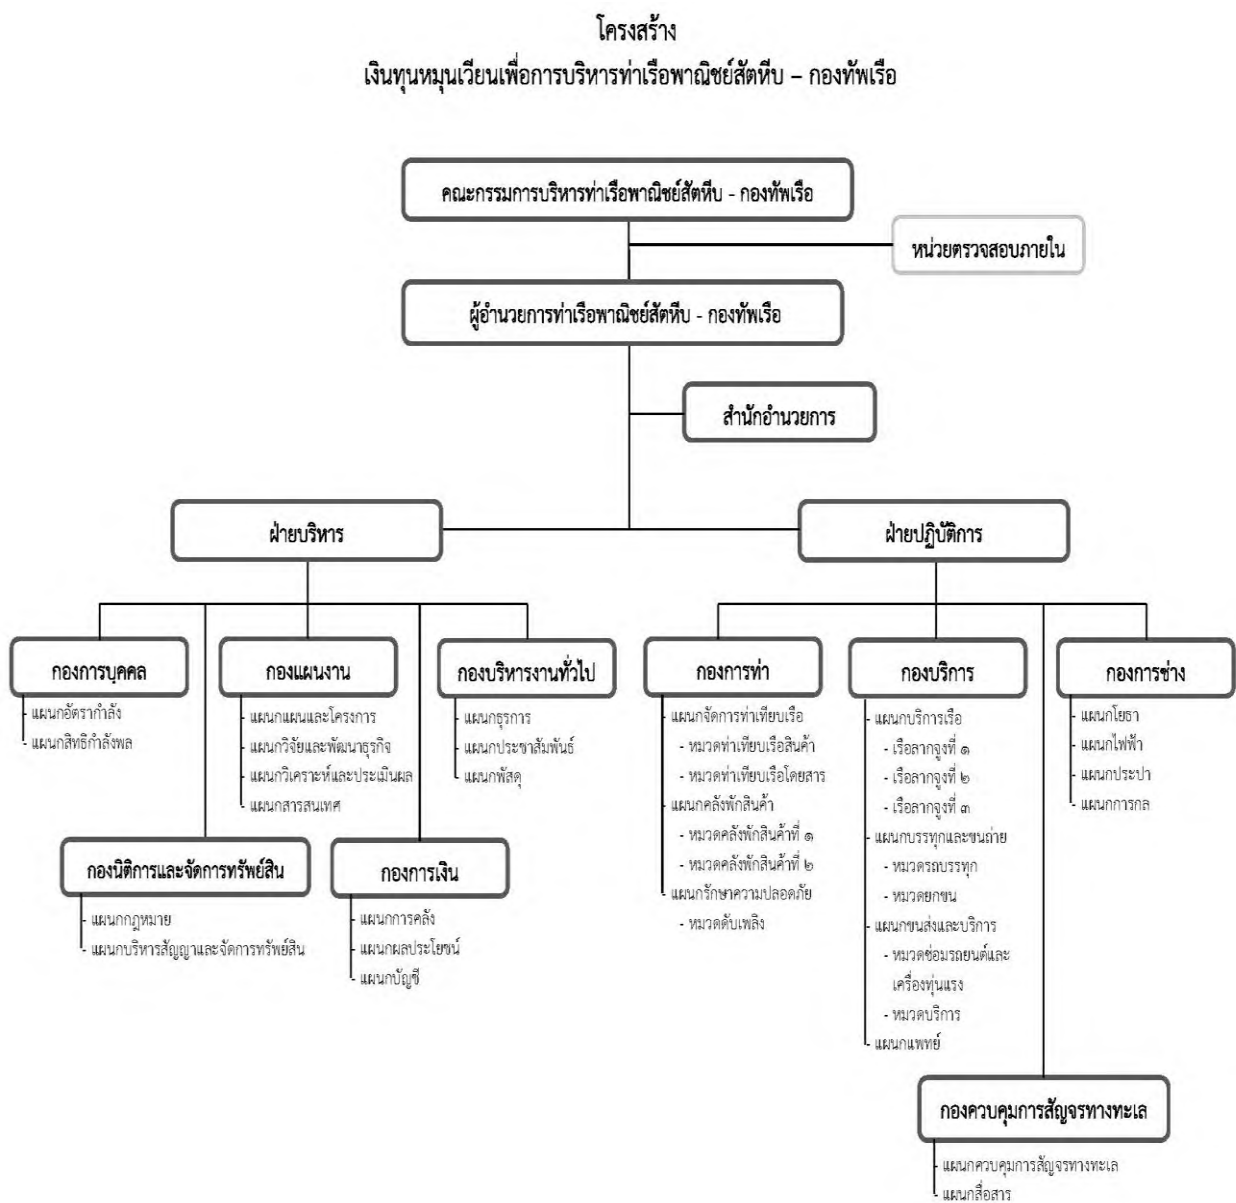 โครงสร้าง
เงินทุนหมุนเวียนเพื่อการบริหารท่าเรือพาณิชย์สัตหีบ – กองทัพเรือ
คณะกรรมการบริหารท่าเรือพาณิชย์สัตหีบ - กองทัพเรือ
หน่วยตรวจสอบภายใน
ผู้อำนวยการท่าเรือพาณิชย์สัตหีบ - กองทัพเรือ
สำนักอำนวยการ
ฝ่ายบริหาร
ฝ่ายปฏิบัติการ
กองการบุคคล
- แผนกอัตรากำลัง
- แผนกสิทธิกำลังพล
กองแผนงาน
- แผนกแผนและโครงการ
- แผนกวิจัยและพัฒนาธุรกิจ
- แผนกวิเคราะห์และประเมินผล
- แผนกสารสนเทศ
กองบริหารงานทั่วไป
- แผนกธุรการ
- แผนกประชาสัมพันธ์
- แผนกพัสดุ
กองนิติการและจัดการทรัพย์สิน
- แผนกกฎหมาย
- แผนกบริหารสัญญาและจัดการทรัพย์สิน
กองการเงิน
- แผนกการคลัง
- แผนกผลประโยชน์
- แผนกบัญชี
กองการท่า
- แผนกจัดการท่าเทียบเรือ
- หมวดท่าเทียบเรือสินค้า
- หมวดท่าเทียบเรือโดยสาร
- แผนกคลังพักสินค้า
- หมวดคลังพักสินค้าที่ ๑
- หมวดคลังพักสินค้าที่ ๒
- แผนกรักษาความปลอดภัย
- หมวดดับเพลิง
กองบริการ
- แผนกบริการเรือ
- เรือลากจูงที่ ๑
- เรือลากจูงที่ ๒
- เรือลากจูงที่ ๓
- แผนกบรรทุกและขนถ่าย
- หมวดรถบรรทุก
- หมวดยกขน
- แผนกขนส่งและบริการ
- หมวดซ่อมรถยนต์และ
เครื่องทุ่นแรง
- หมวดบริการ
- แผนกแพทย์
กองการช่าง
- แผนกโยธา
- แผนกไฟฟ้า
- แผนกประปา
- แผนกการกล
กองควบคุมการสัญจรทางทะเล
- แผนกควบคุมการสัญจรทางทะเล
- แผนกสื่อสาร